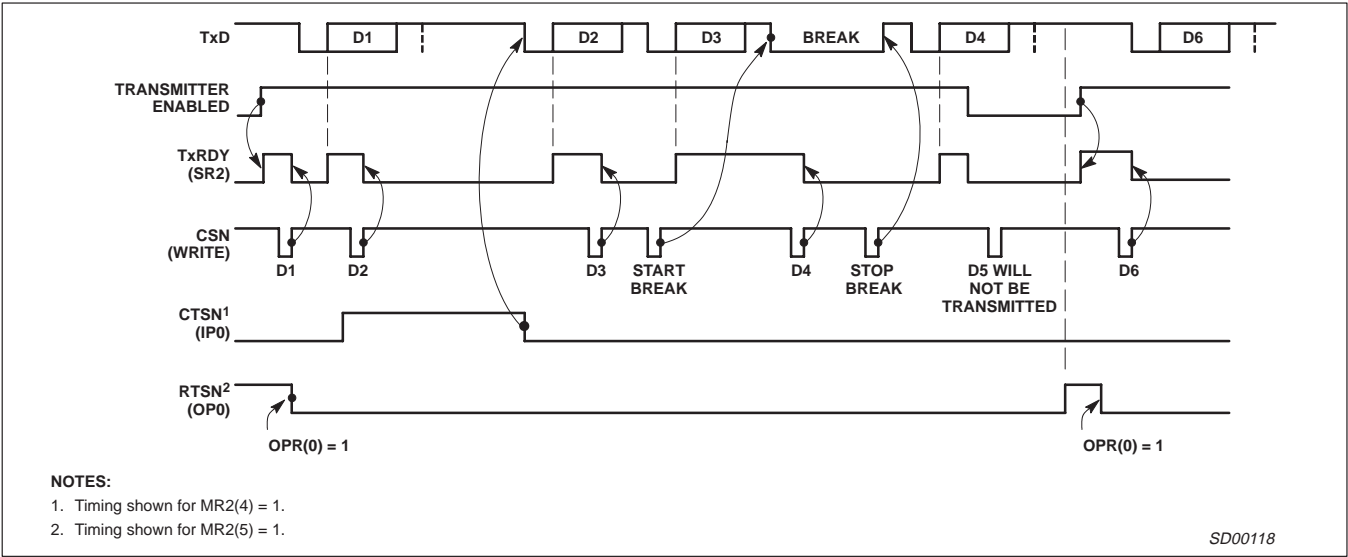 TxD
D1
D2
D3
BREAK
D4
D6
TRANSMITTER
ENABLED
TxRDY
(SR2)
CSN
(WRITE)
D1
D2
D3
START
BREAK
D4
STOP
BREAK
D5 WILL
NOT BE
TRANSMITTED
D6
CTSN1
(IP0)
RTSN2
(OP0)
OPR(0) = 1
OPR(0) = 1
NOTES:
1. Timing shown for MR2(4) = 1.
2. Timing shown for MR2(5) = 1.
SD00118